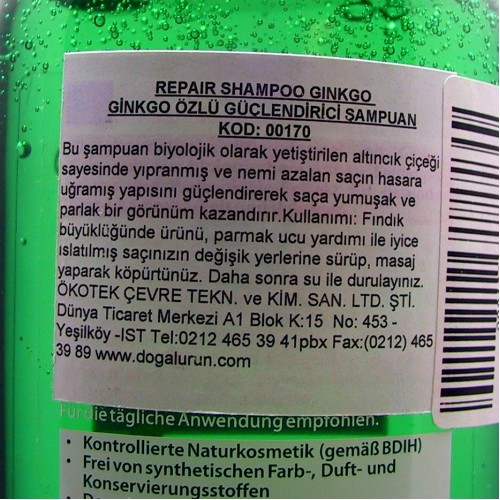 REPAIR SHAMPOO GINKGO
GİNKGO ÖZLÜ GÜÇLENDİRİCİ ŞAMPUAN
KOD: 00170
Bu şampuan biyolojik olarak yetiştirilen altıncık çiçeği
sayesinde yıpranmış ve nemi azalan saçın hasara
uğramış yapısını güçlendirerek saça yumuşak ve
parlak bir görünüm kazandırır.Kullanımı: Fındık
büyüklüğünde ürünü, parmak ucu yardımı ile iyice
ıslatılmış saçınızın değişik yerlerine sürüp, masaj
yaparak köpürtünüz. Daha sonra su ile durulayınız.
ÖKOTEK ÇEVRE TEKN. ve KİM. SAN. LTD. ŞTİ.
Dünya Ticaret Merkezi A1 Blok K:15 No: 453 -
Yeşilköy -IST Tel:0212 465 39 41pbx Fax:(0212) 465
39 89 www.dogalurun.com
Für die tägliche Anwendung empfohlen.
• Kontrollierte Naturkosmetik (gemäß BDIH)
• Frei von synthetischen Farb-, Duft- und
Konservierungsstoffen